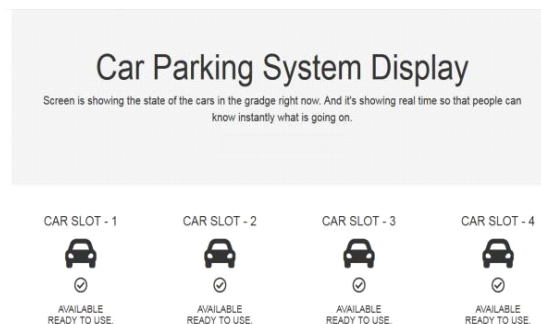 Car Parking System Display
Screen is showing the state of the cars in the gradge right now. And it's showing real time so that people can
know instantly what is going on.
CAR SLOT - 1
CAR SLOT - 2
CAR SLOT - 3
CAR SLOT - 4
AVAILABLE
READY TO USE.
AVAILABLE
READY TO USE.
AVAILABLE
READY TO USE.
AVAILABLE
READY TO USE.